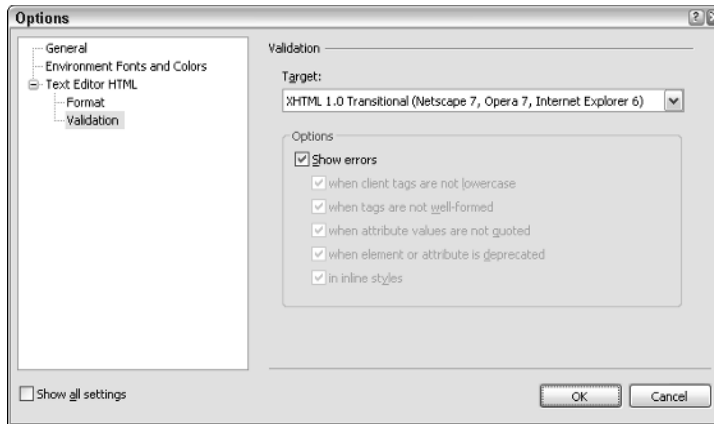 Options
General
Environment Fonts and Colors
Text Editor HTML
Format
Validation
Validation
Target:
XHTML 1.0 Transitional (Netscape 7, Opera 7, Internet Explorer 6)
Options
Show errors
when client tags are not lowercase
when tags are not well-formed
when attribute values are not quoted
when element or attribute is deprecated
in inline styles
Show all settings
OK
Cancel